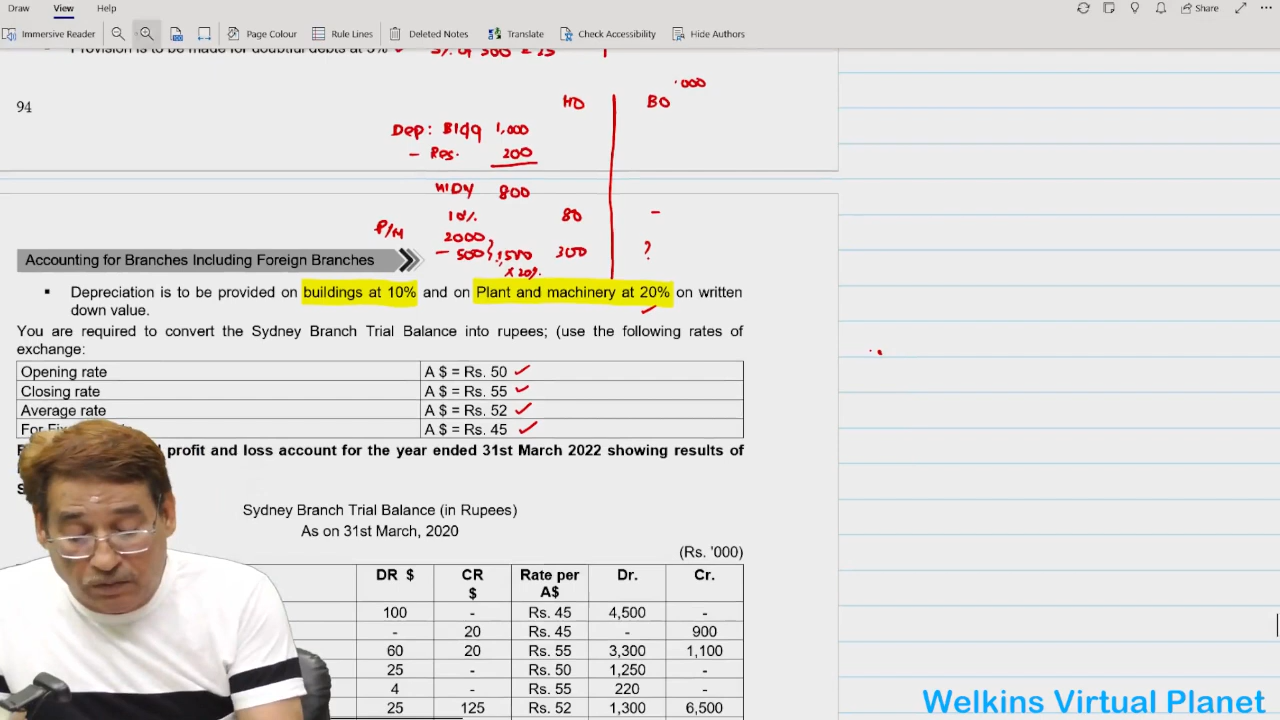 Draw View Help
Immersive Reader Page Colour Rule Lines Deleted Notes Translate Check Accessibility Hide Authors Share
Provision is to be made for doubtful debts at 5% 5% of 500 = 25
'000
94
HO BO
Dep: Bldg 1,000
- Res. 200
WDV 800
10% 80 -
P/M 2000
- 500 1,500 300 ?
x 20%
Accounting for Branches Including Foreign Branches
▪ Depreciation is to be provided on buildings at 10% and on Plant and machinery at 20% on written
down value.
You are required to convert the Sydney Branch Trial Balance into rupees; (use the following rates of
exchange:
Opening rate A $ = Rs. 50
Closing rate A $ = Rs. 55
Average rate A $ = Rs. 52
A $ = Rs. 45
profit and loss account for the year ended 31st March 2022 showing results of
Sydney Branch Trial Balance (in Rupees)
As on 31st March, 2020
(Rs. '000)
DR $ CR $ Rate per A$ Dr. Cr.
100 - Rs. 45 4,500 -
- 20 Rs. 45 - 900
60 20 Rs. 55 3,300 1,100
25 - Rs. 50 1,250 -
4 - Rs. 55 220 -
25 125 Rs. 52 1,300 6,500
Welkins Virtual Planet